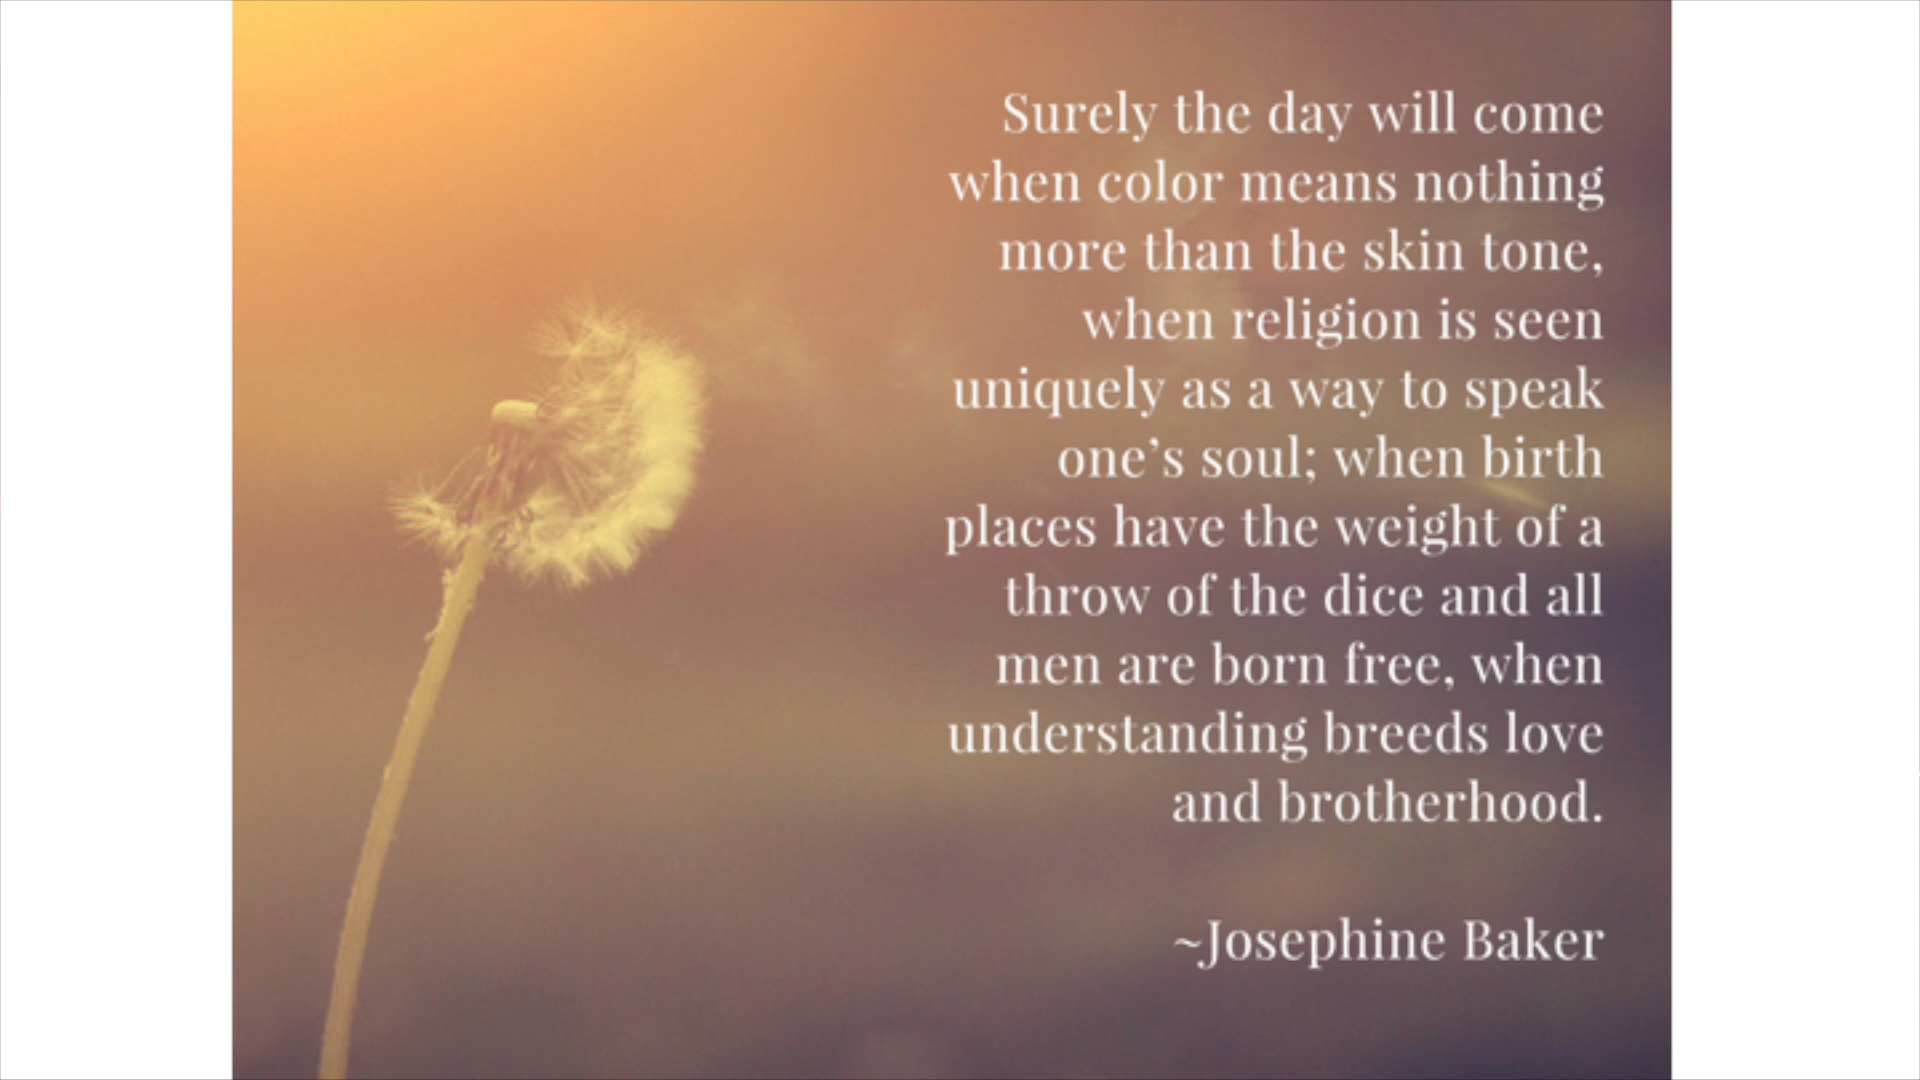 Surely the day will come
when color means nothing
more than the skin tone,
when religion is seen
uniquely as a way to speak
one’s soul; when birth
places have the weight of a
throw of the dice and all
men are born free, when
understanding breeds love
and brotherhood.
~Josephine Baker